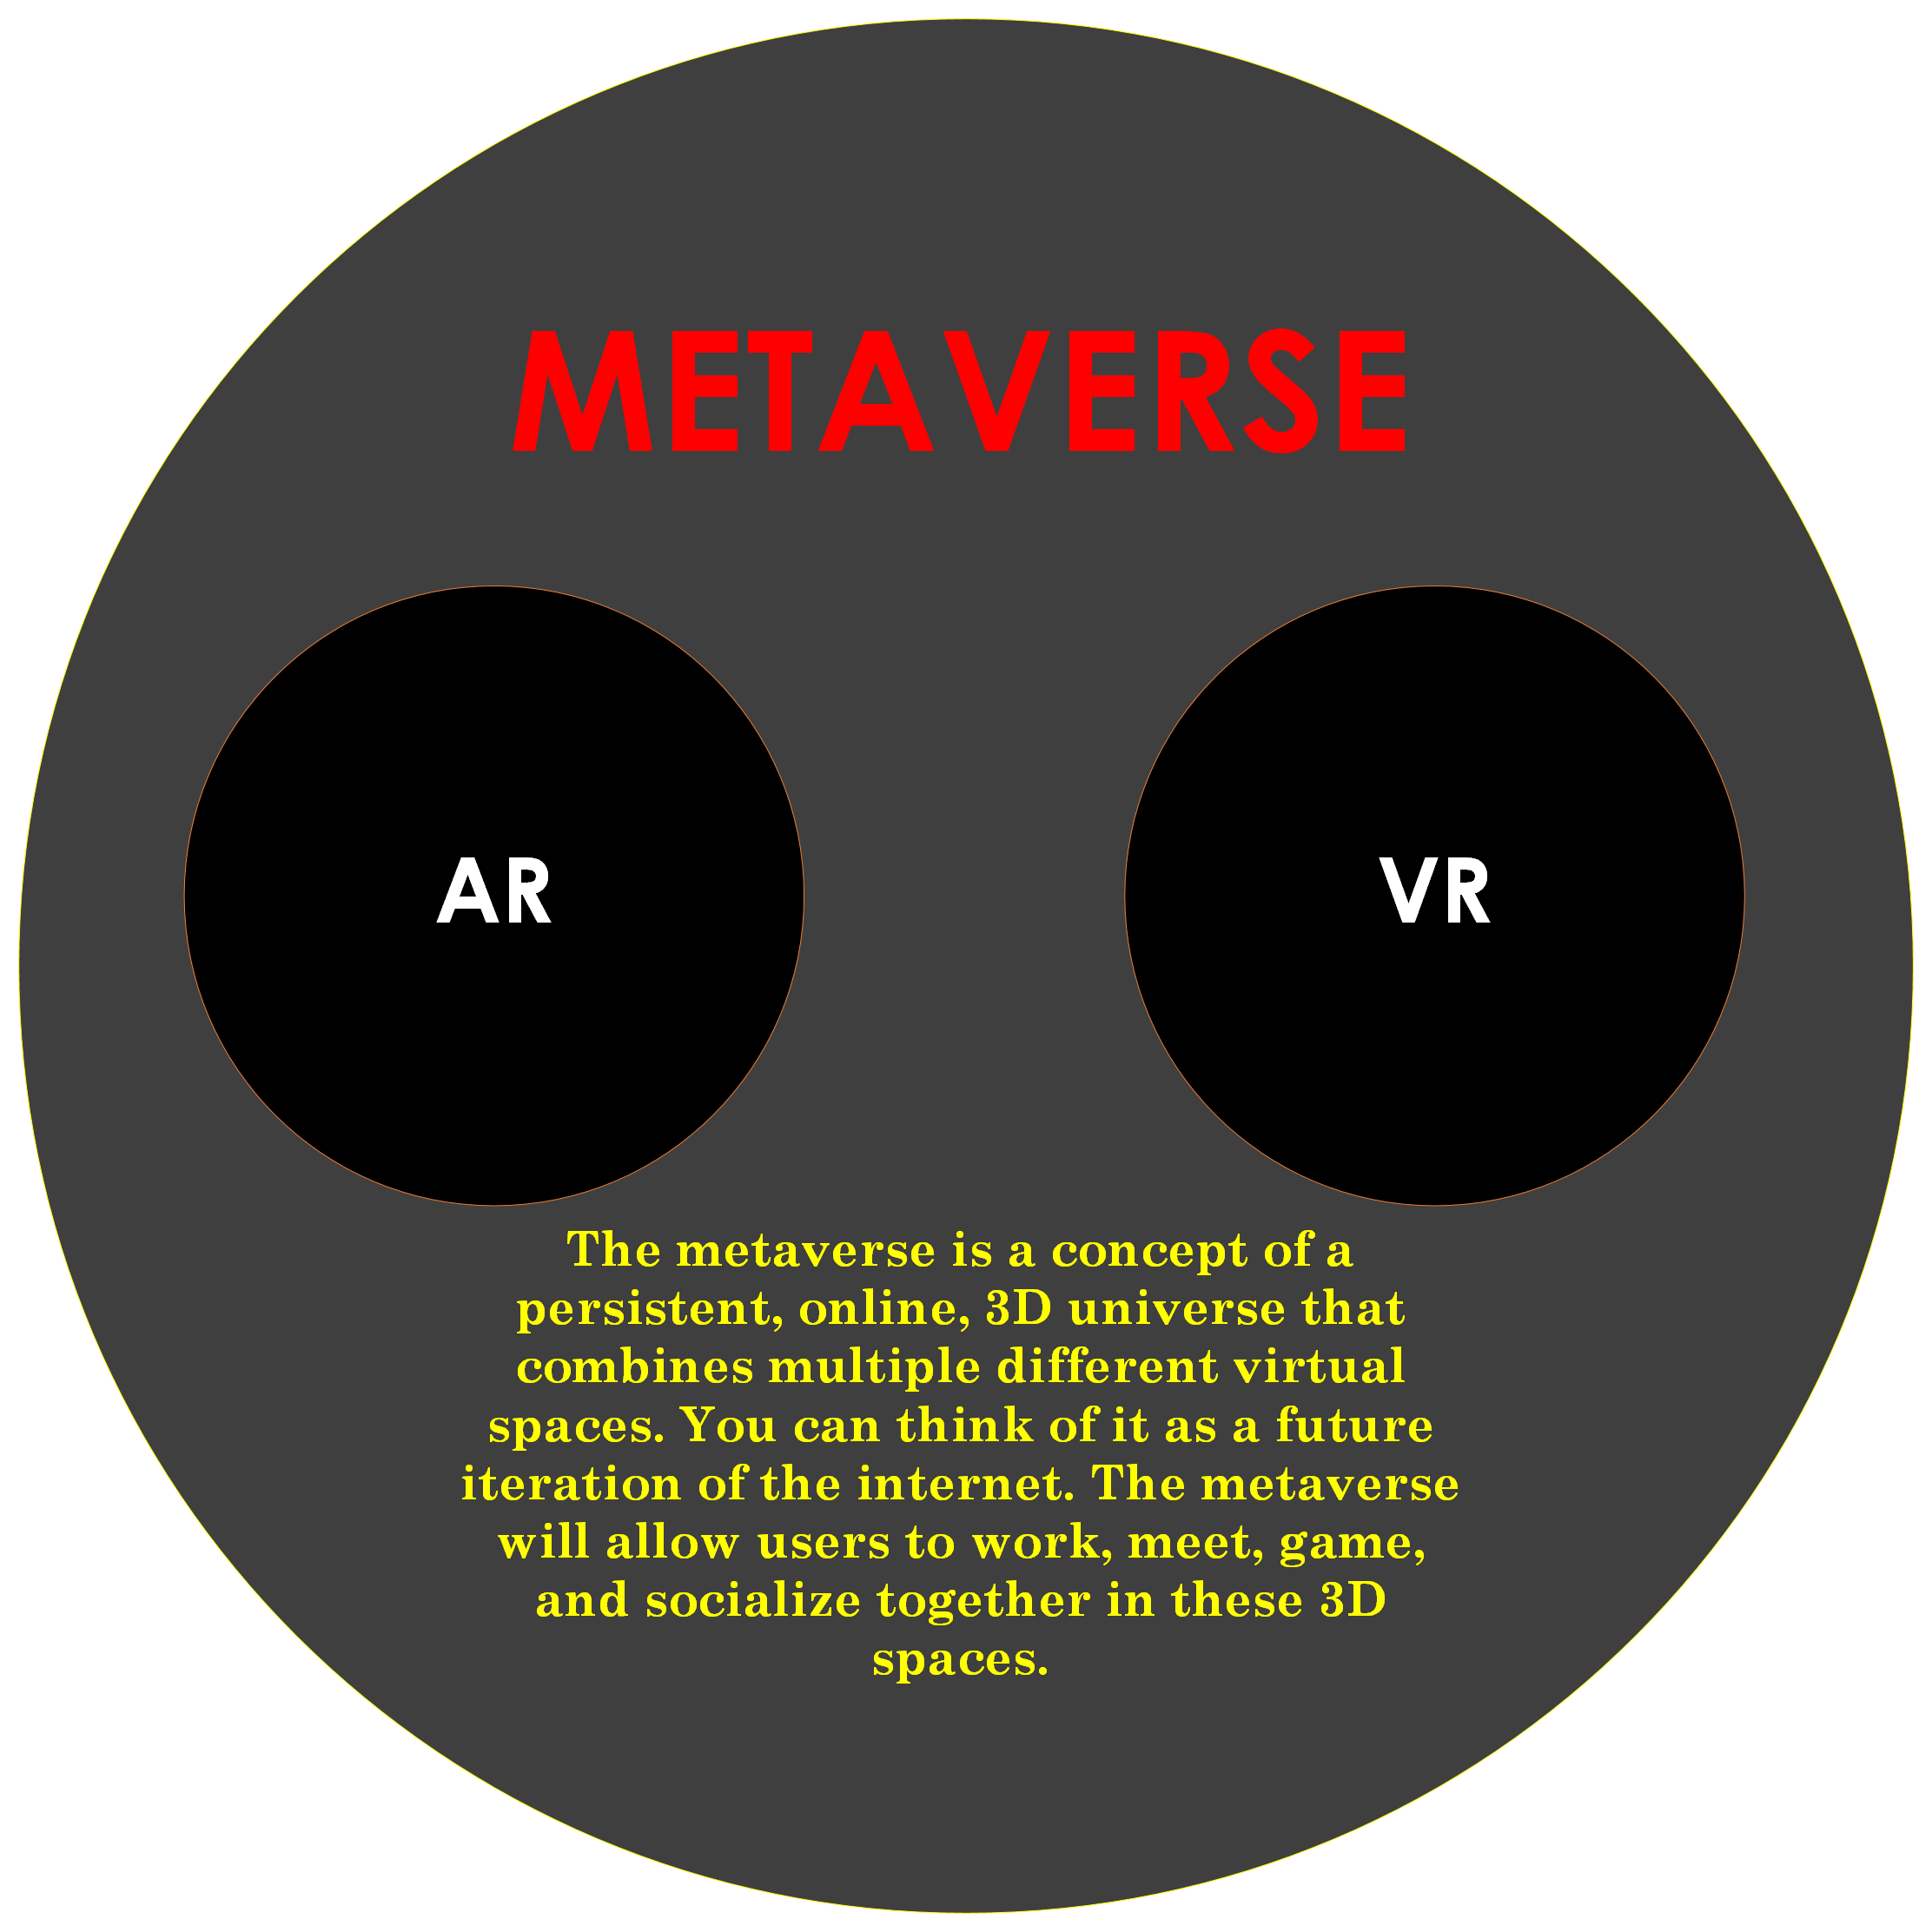 METAVERSE
AR
VR
The metaverse is a concept of a
persistent, online, 3D universe that
combines multiple different virtual
spaces. You can think of it as a future
iteration of the internet. The metaverse
will allow users to work, meet, game,
and socialize together in these 3D
spaces.